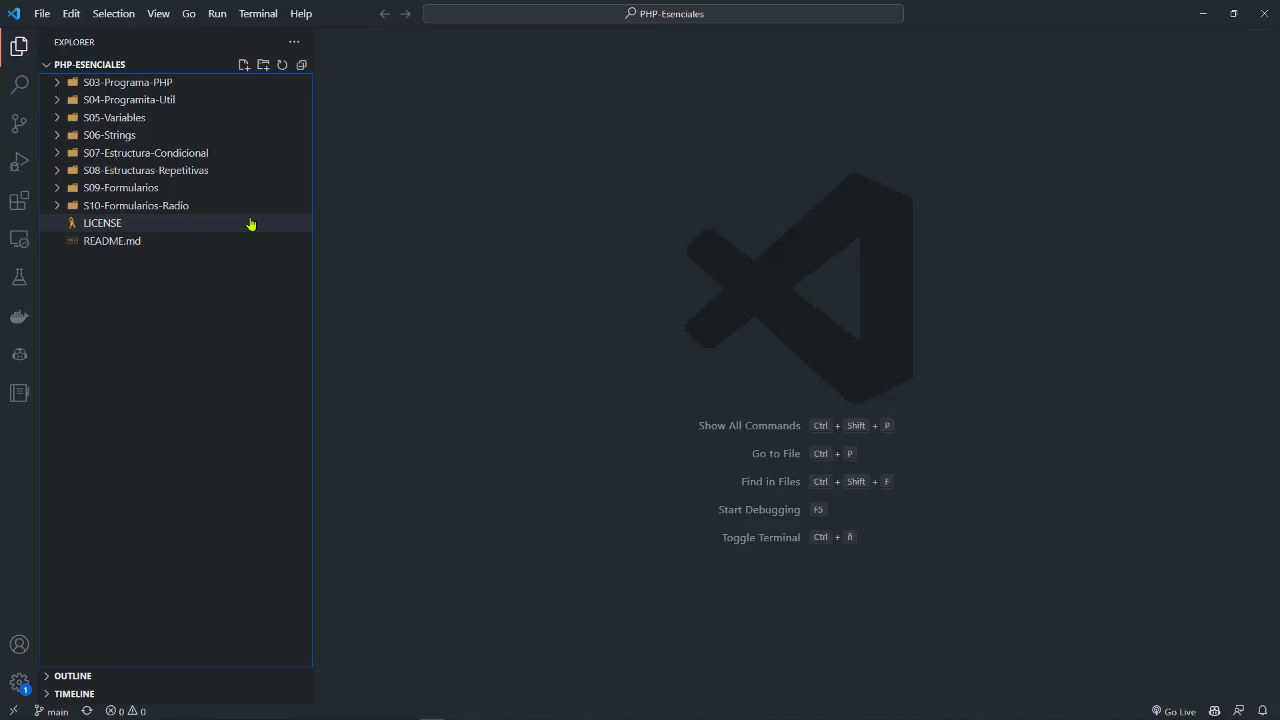 File Edit Selection View Go Run Terminal Help
PHP-Esenciales
EXPLORER
PHP-ESENCIALES
S03-Programa-PHP
S04-Programita-Util
S05-Variables
S06-Strings
S07-Estructura-Condicional
S08-Estructuras-Repetitivas
S09-Formularios
S10-Formularios-Radio
LICENSE
README.md
Show All Commands Ctrl + Shift + P
Go to File Ctrl + P
Find in Files Ctrl + Shift + F
Start Debugging F5
Toggle Terminal Ctrl + ñ
1
OUTLINE
TIMELINE
main 0 0 Go Live